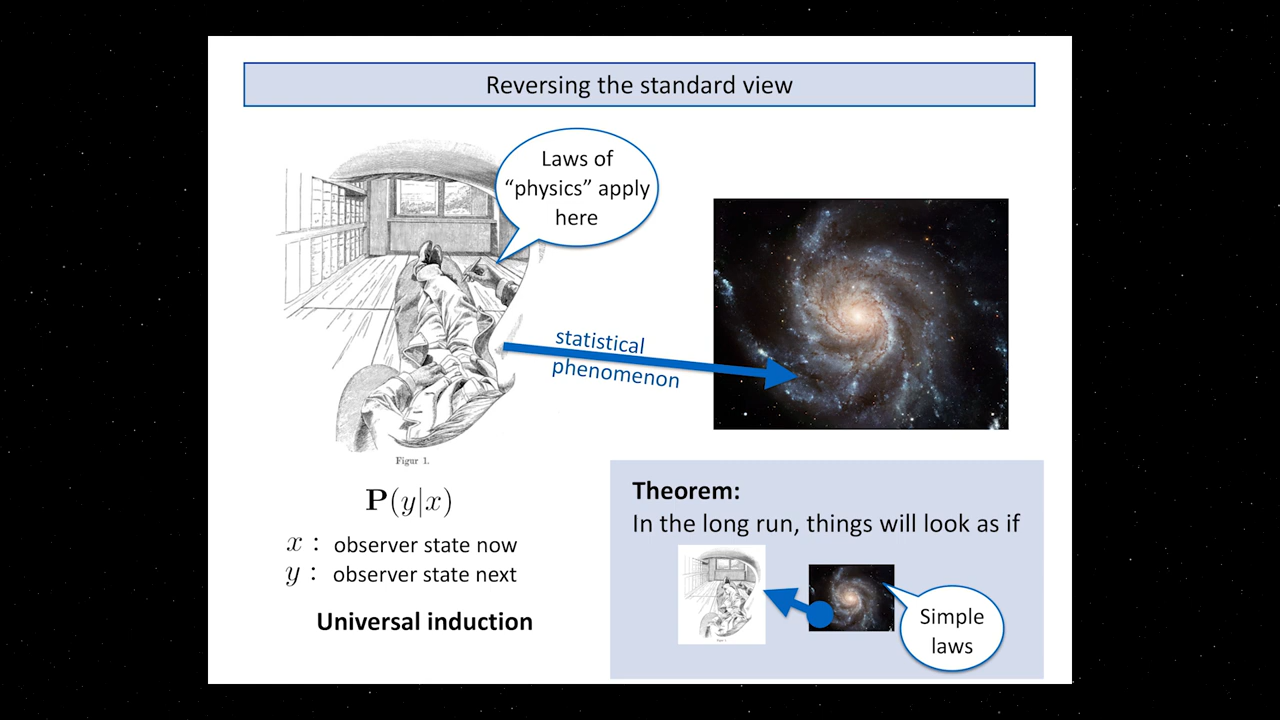 Reversing the standard view
Laws of
“physics” apply
here
statistical
phenomenon
Figur 1.
P(y|x)
x : observer state now
y : observer state next
Universal induction
Theorem:
In the long run, things will look as if
Simple
laws